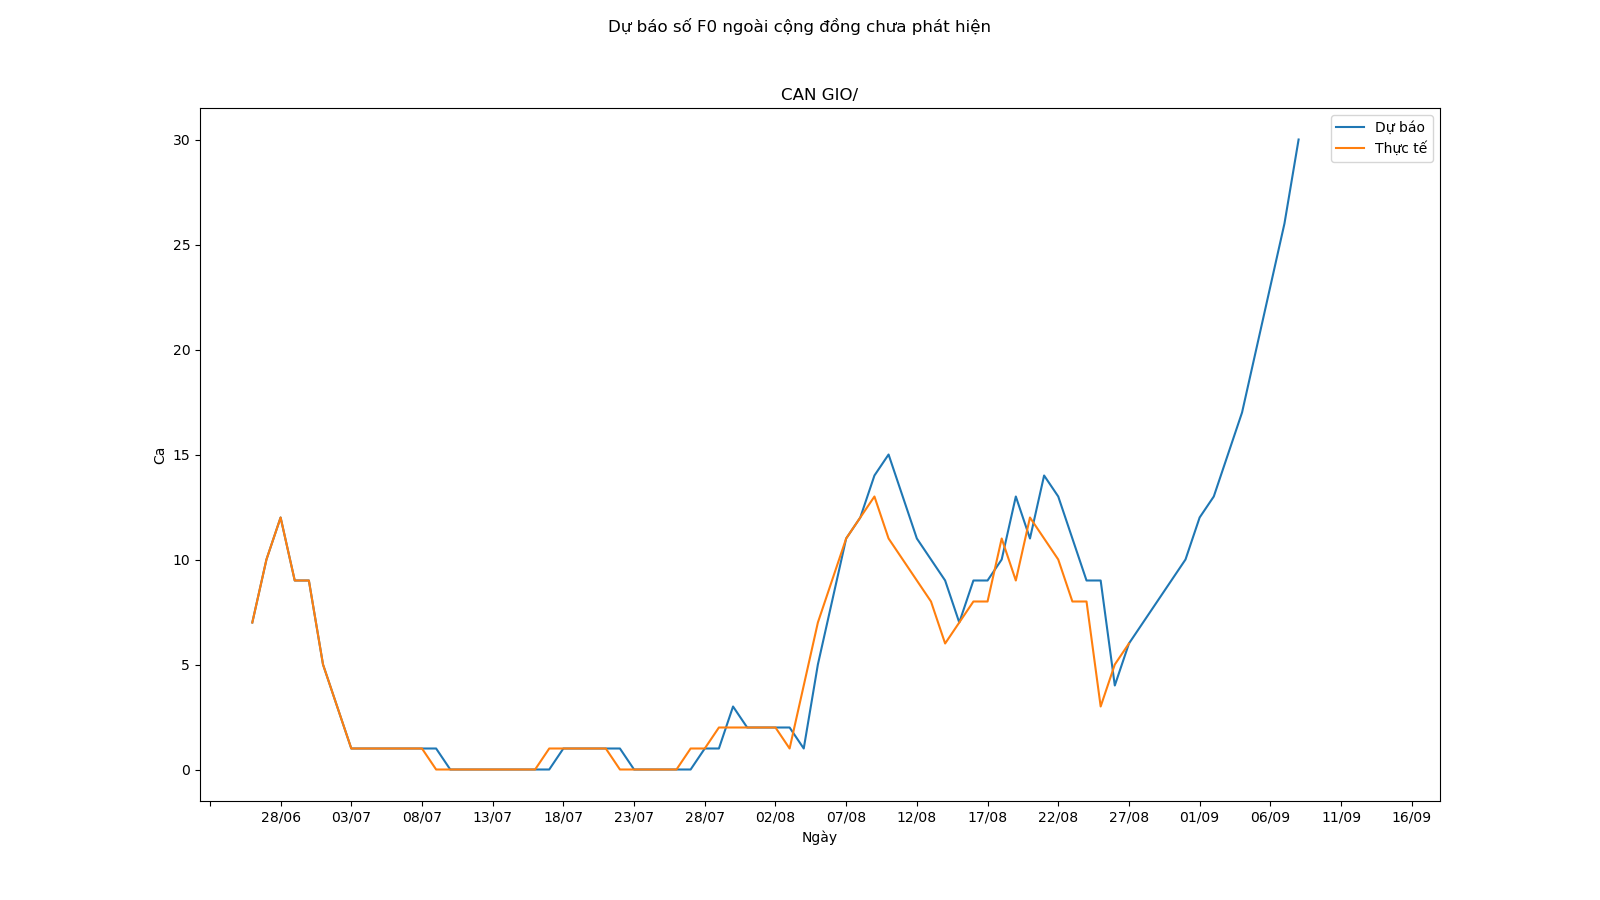 Dự báo số F0 ngoài cộng đồng chưa phát hiện
CAN GIO/
Dự báo
Thực tế
30
25
20
15
10
5
0
Ca
28/06 03/07 08/07 13/07 18/07 23/07 28/07 02/08 07/08 12/08 17/08 22/08 27/08 01/09 06/09 11/09 16/09
Ngày